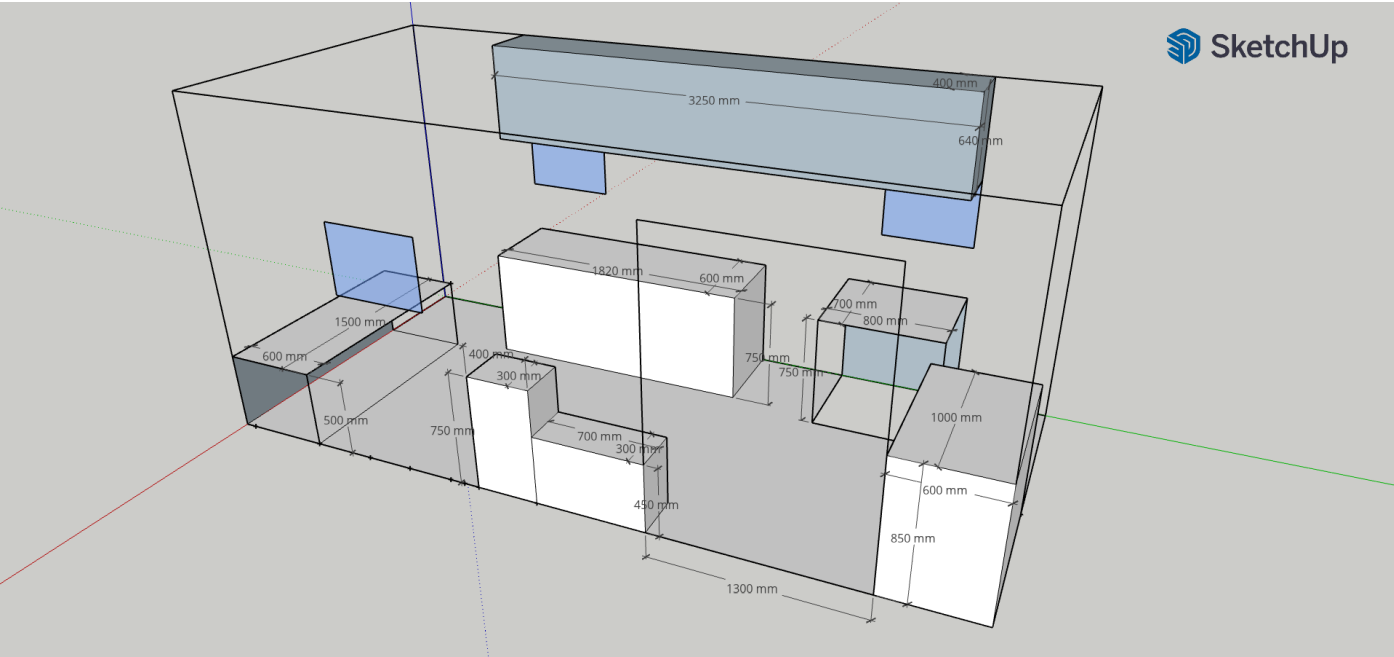 SketchUp
400 mm
3250 mm
640 mm
1820 mm
600 mm
700 mm
800 mm
1500 mm
600 mm
400 mm
300 mm
750 mm
750 mm
500 mm
750 mm
700 mm
300 mm
1000 mm
600 mm
450 mm
850 mm
1300 mm